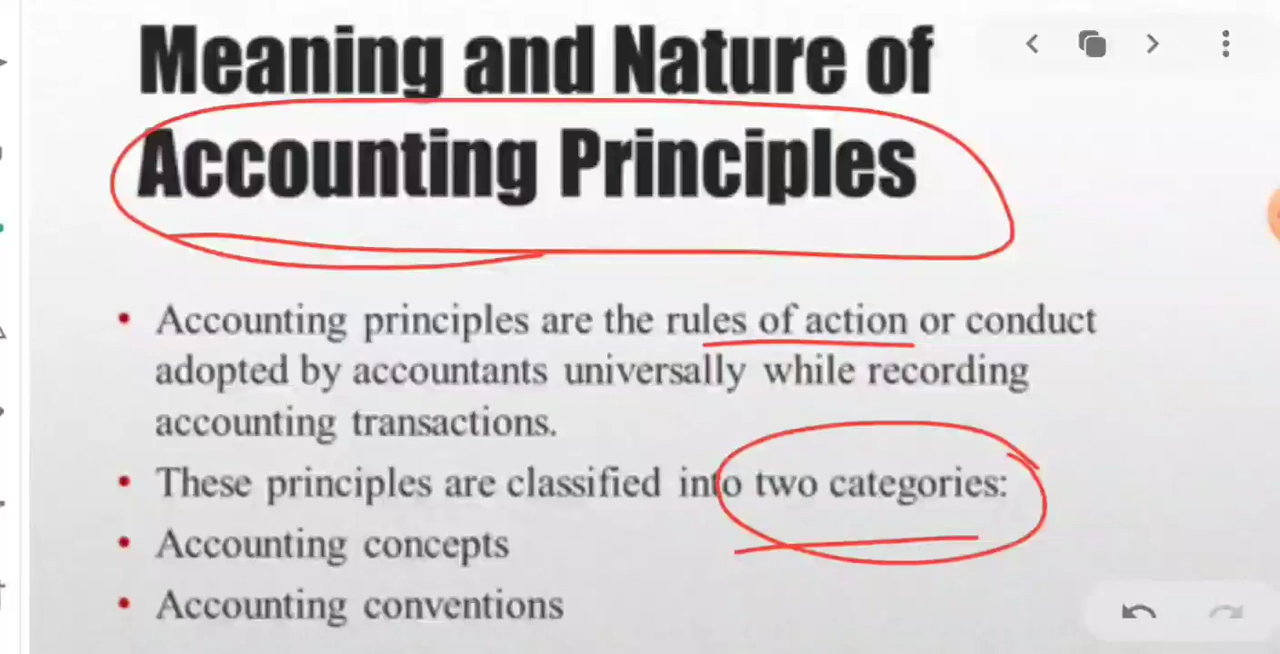 Meaning and Nature of
Accounting Principles
• Accounting principles are the rules of action or conduct
adopted by accountants universally while recording
accounting transactions.
• These principles are classified into two categories:
• Accounting concepts
• Accounting conventions